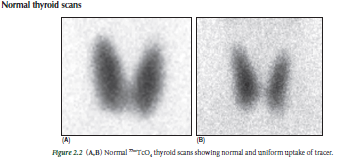 Normal thyroid scans
(A)
(B)
Figure 2.2 (A,B) Normal ⁹⁹ᵐTcO₄ thyroid scans showing normal and uniform uptake of tracer.